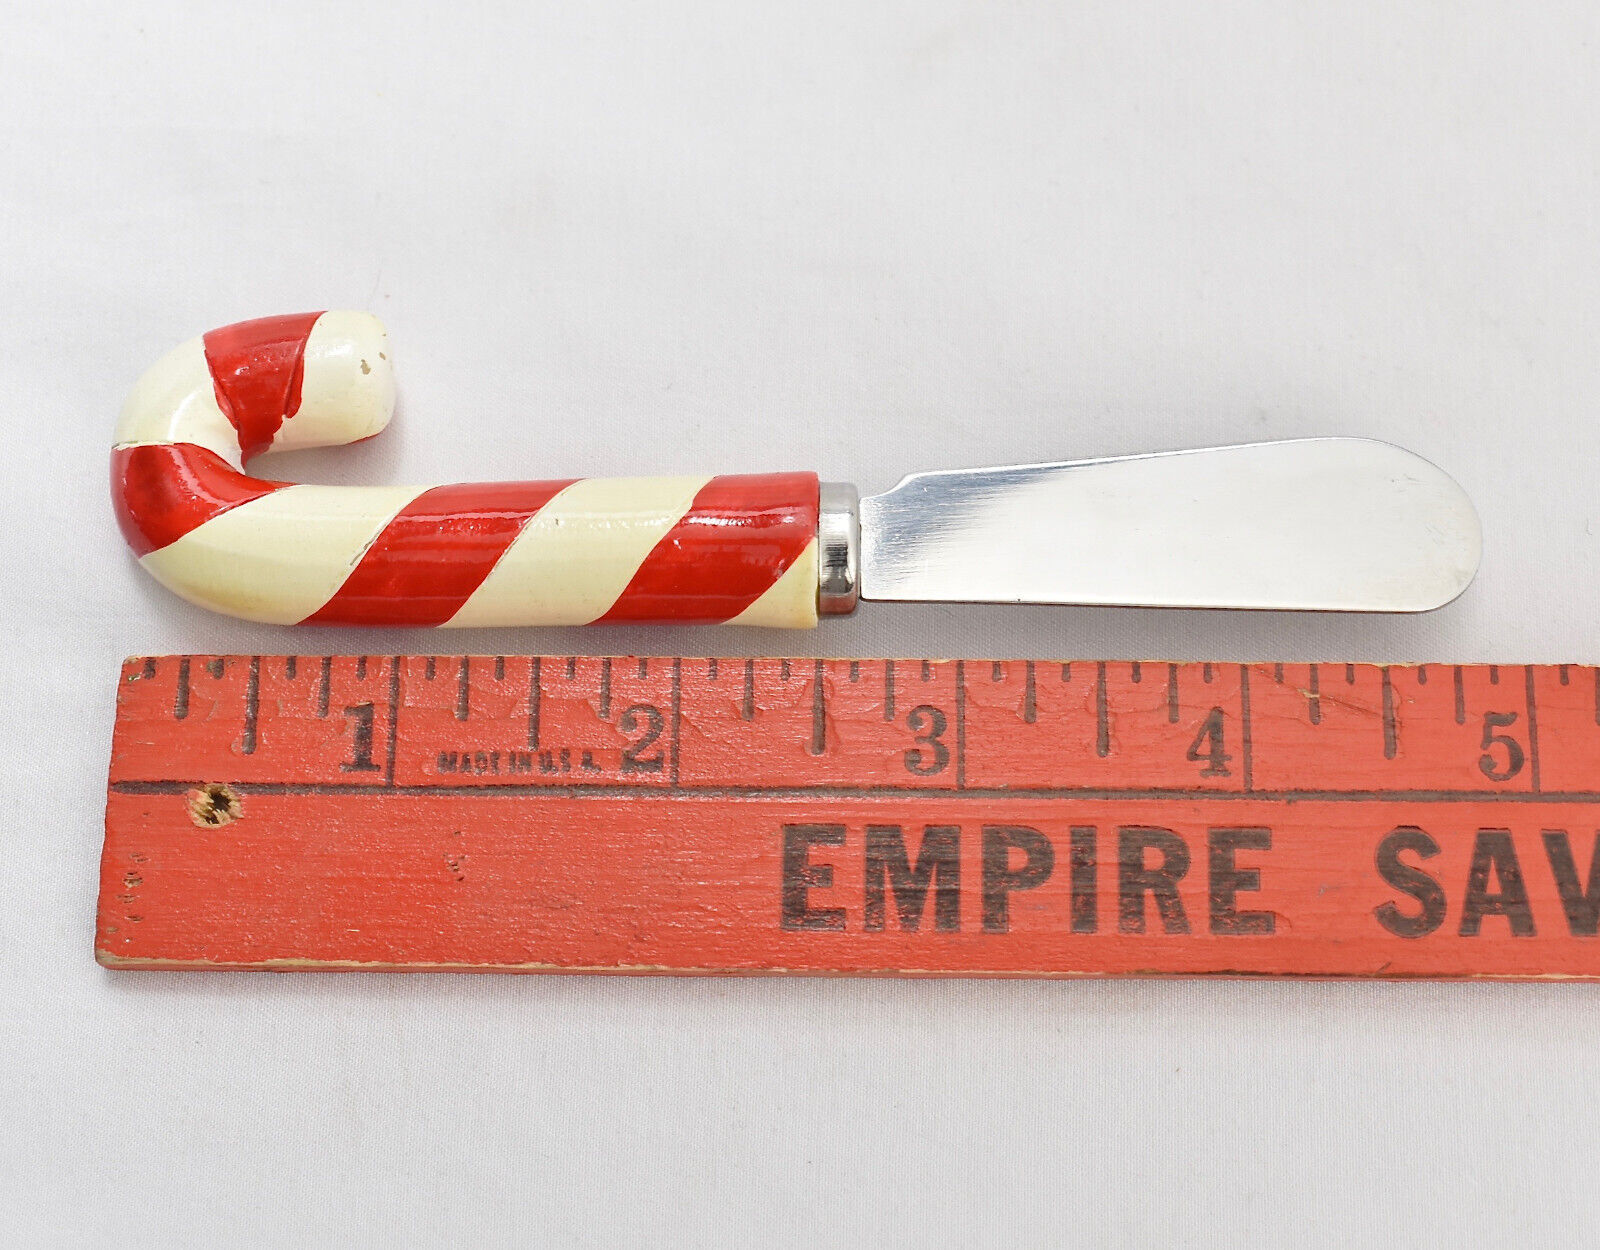 1 2 3 4 5
MADE IN U.S.A.
EMPIRE SAV